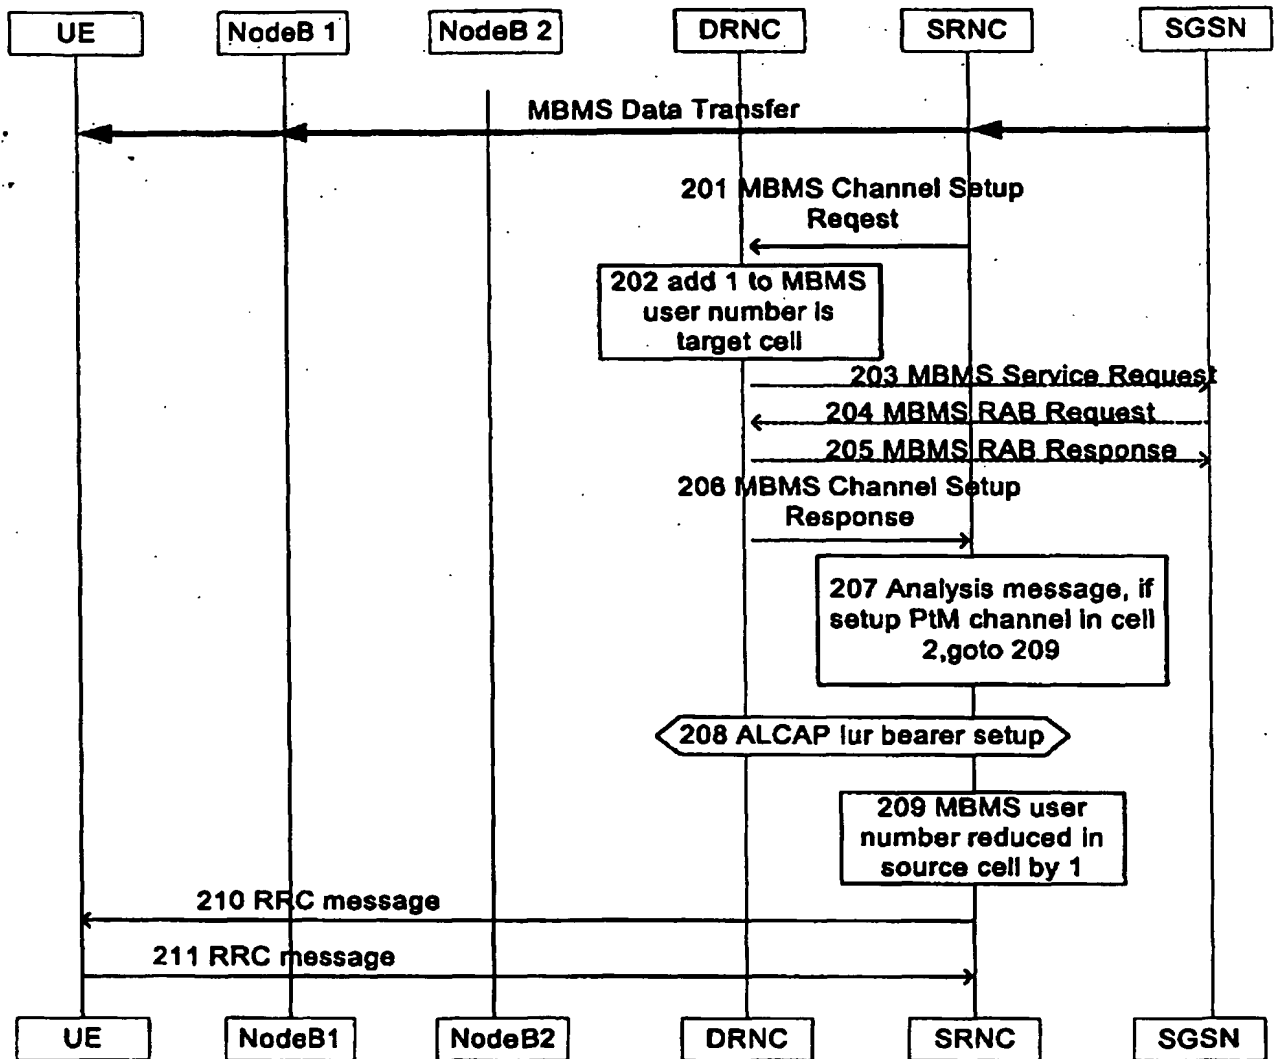 UE NodeB 1 NodeB 2 DRNC SRNC SGSN
MBMS Data Transfer
201 MBMS Channel Setup
Reqest
202 add 1 to MBMS
user number is
target cell
203 MBMS Service Request
204 MBMS RAB Request
205 MBMS RAB Response
206 MBMS Channel Setup
Response
207 Analysis message, if
setup PtM channel in cell
2,goto 209
208 ALCAP Iur bearer setup
209 MBMS user
number reduced in
source cell by 1
210 RRC message
211 RRC message
UE NodeB1 NodeB2 DRNC SRNC SGSN